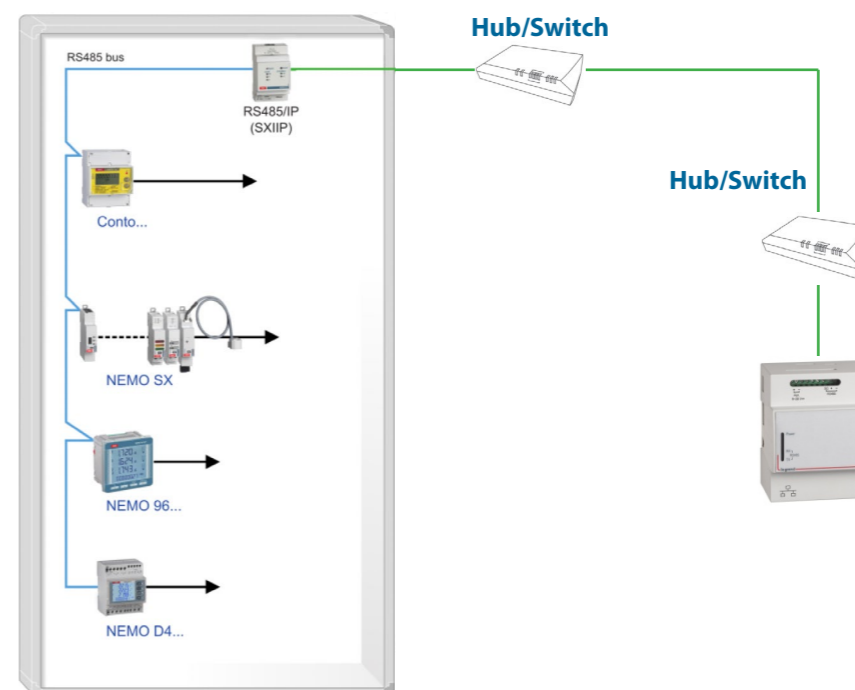 Hub/Switch
RS485 bus
RS485/IP
(SXIIP)
Hub/Switch
Conto...
NEMO SX
NEMO 96...
NEMO D4...